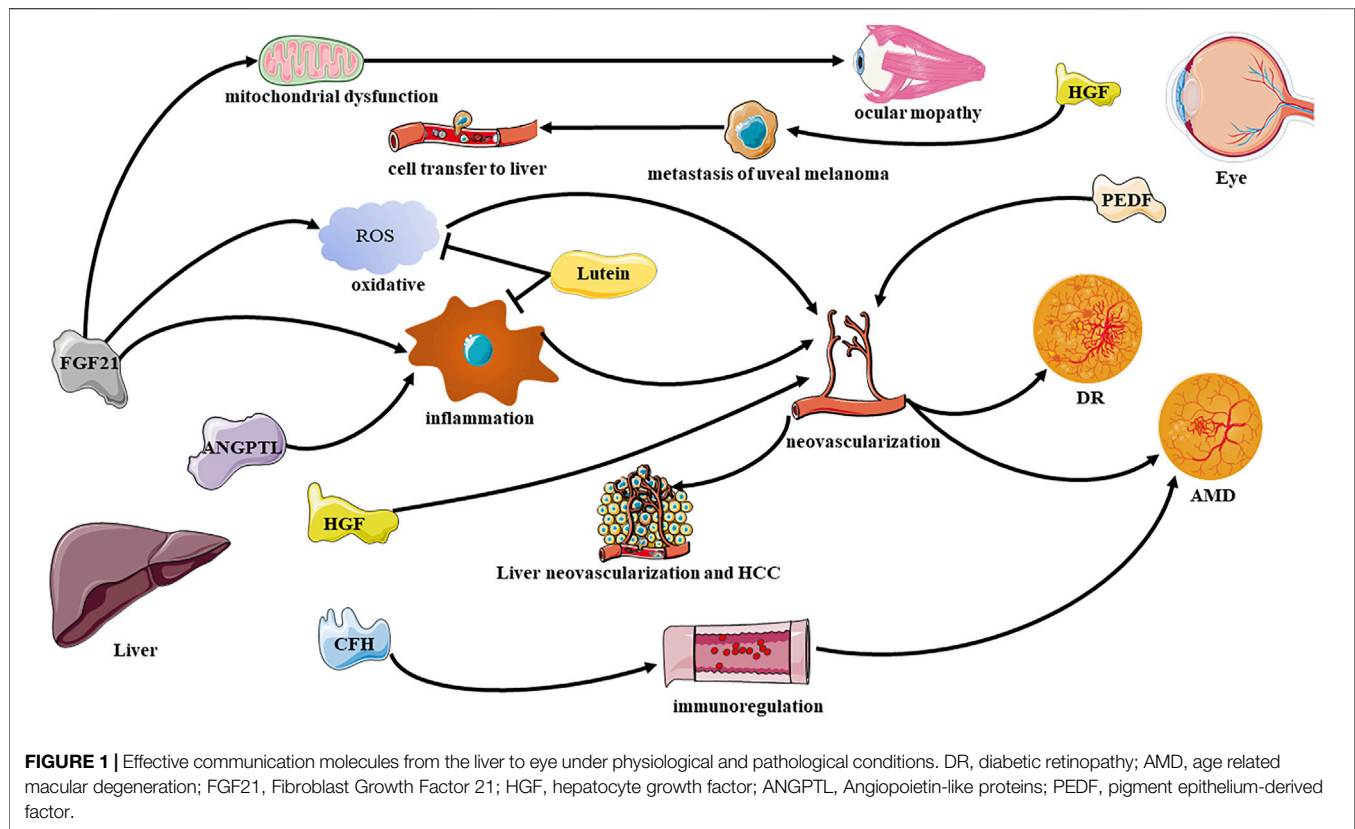 mitochondrial dysfunction
ocular mopathy
HGF
cell transfer to liver
metastasis of uveal melanoma
Eye
PEDF
ROS
oxidative
Lutein
FGF21
inflammation
neovascularization
DR
ANGPTL
AMD
HGF
Liver neovascularization and HCC
Liver
CFH
immunoregulation
FIGURE 1 | Effective communication molecules from the liver to eye under physiological and pathological conditions. DR, diabetic retinopathy; AMD, age related
macular degeneration; FGF21, Fibroblast Growth Factor 21; HGF, hepatocyte growth factor; ANGPTL, Angiopoietin-like proteins; PEDF, pigment epithelium-derived
factor.